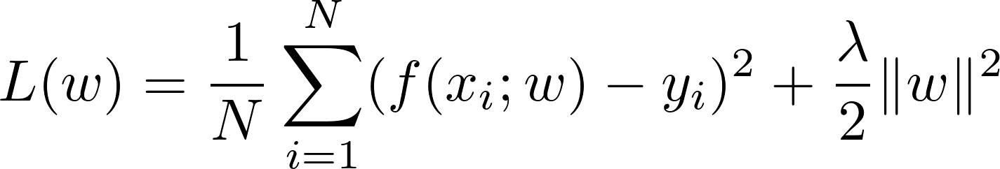 L(w) = \frac{1}{N} \sum_{i=1}^{N} (f(x_i; w) - y_i)^2 + \frac{\lambda}{2} \|w\|^2